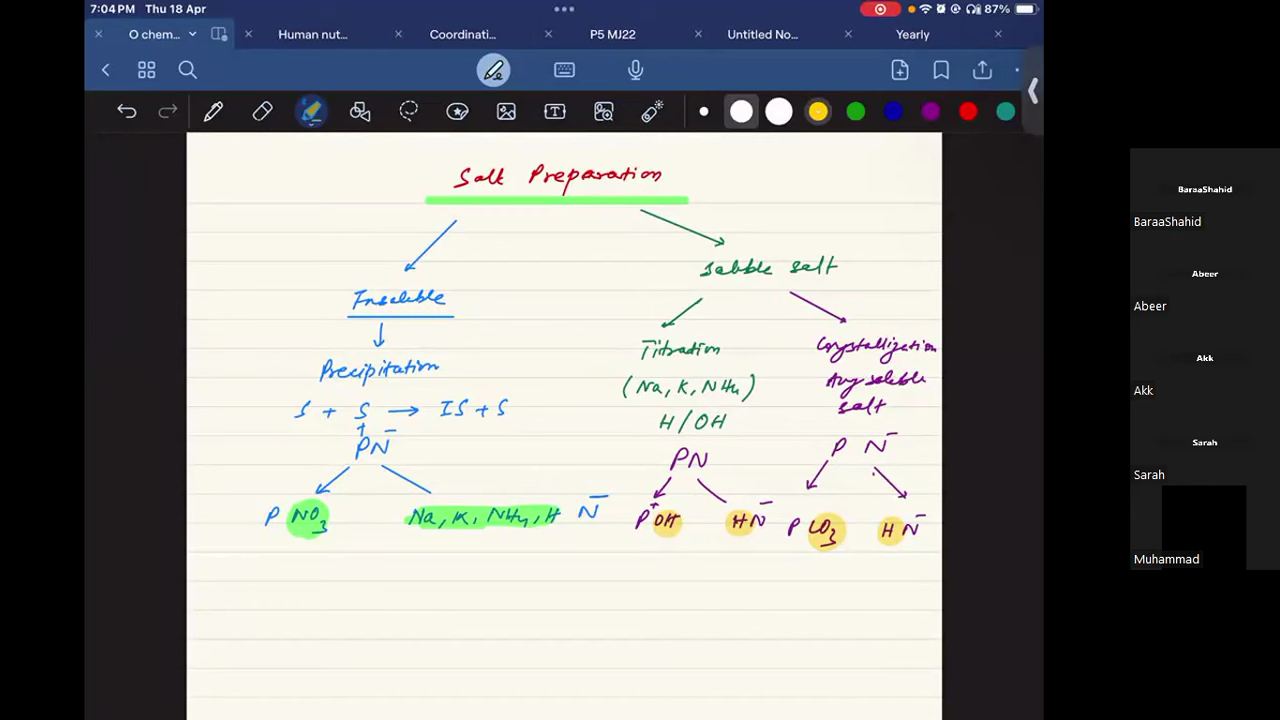 7:04 PM Thu 18 Apr
87%
O chem...
Human nut...
Coordinati...
P5 MJ22
Untitled No...
Yearly
Salt Preparation
Insoluble
Precipitation
S + S → IS + S
P⁺N⁻
P NO₃
Na, K, NH₄, H N⁻
Soluble salt
Titration
(Na, K, NH₄)
H/OH
PN
P⁺OH
HN⁻
Crystallization
Any soluble
salt
P N⁻
P CO₃
H N⁻
BaraaShahid
BaraaShahid
Abeer
Abeer
Akk
Akk
Sarah
Sarah
Muhammad